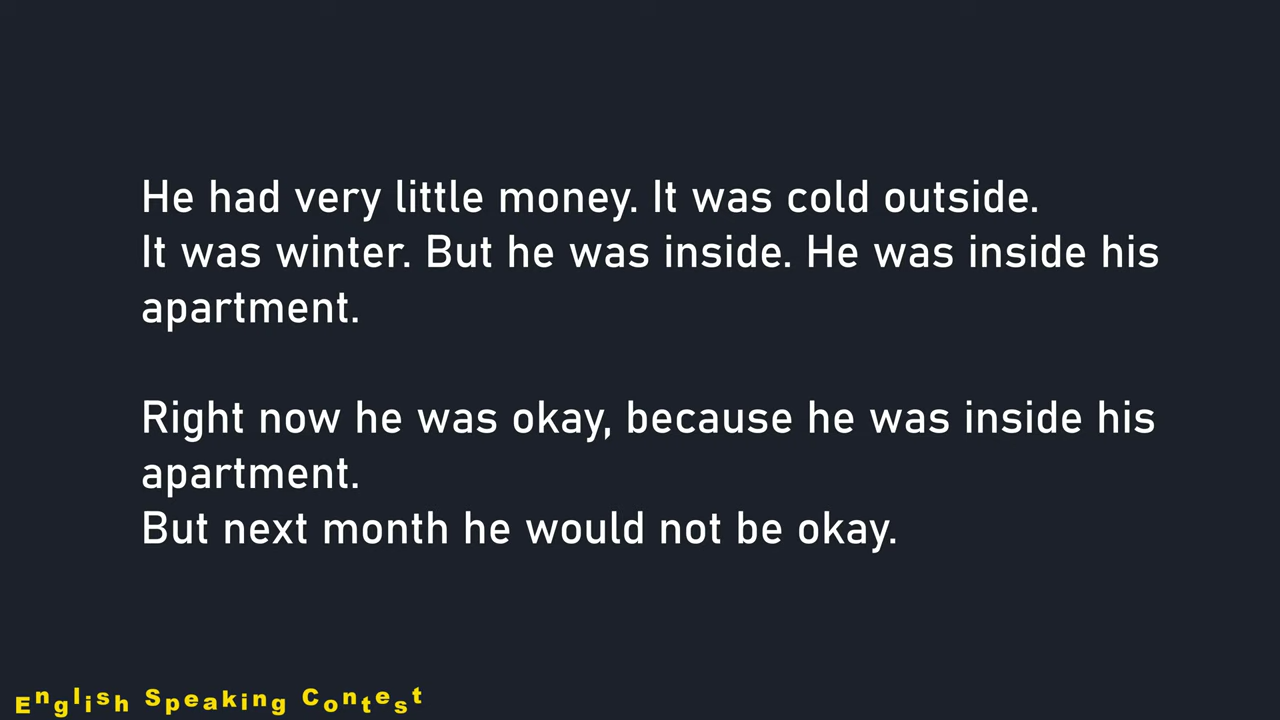 He had very little money. It was cold outside.
It was winter. But he was inside. He was inside his
apartment.
Right now he was okay, because he was inside his
apartment.
But next month he would not be okay.
English Speaking Contest